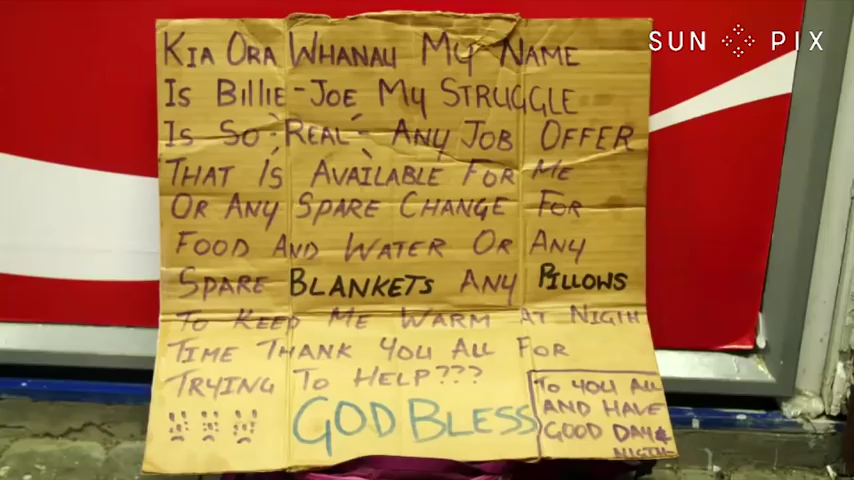 SUN PIX
KIA ORA WHANAU MY NAME
IS BILLIE-JOE MY STRUGGLE
IS SO REAL ANY JOB OFFER
THAT IS AVAILABLE FOR ME
OR ANY SPARE CHANGE FOR
FOOD AND WATER OR ANY
SPARE BLANKETS ANY PILLOWS
TO KEEP ME WARM AT NIGTH
TIME THANK YOU ALL FOR
TRYING TO HELP???
GOD BLESS
TO YOU ALL
AND HAVE
GOOD DAY &
NIGTH